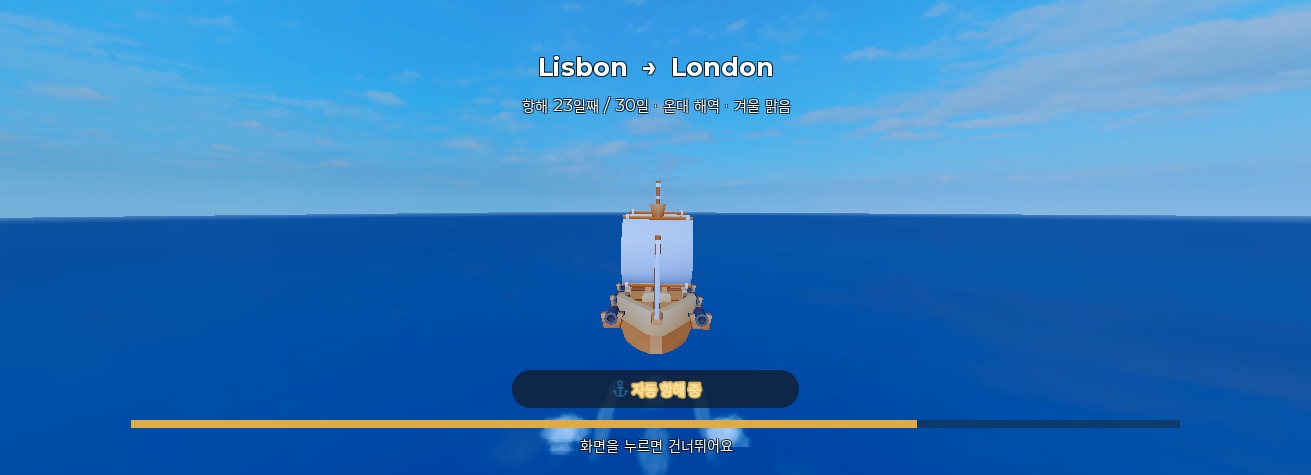 Lisbon → London
항해 23일째 / 30일 · 온대 해역 · 겨울 맑음
⚓ 자동 항해 중
화면을 누르면 건너뛰어요